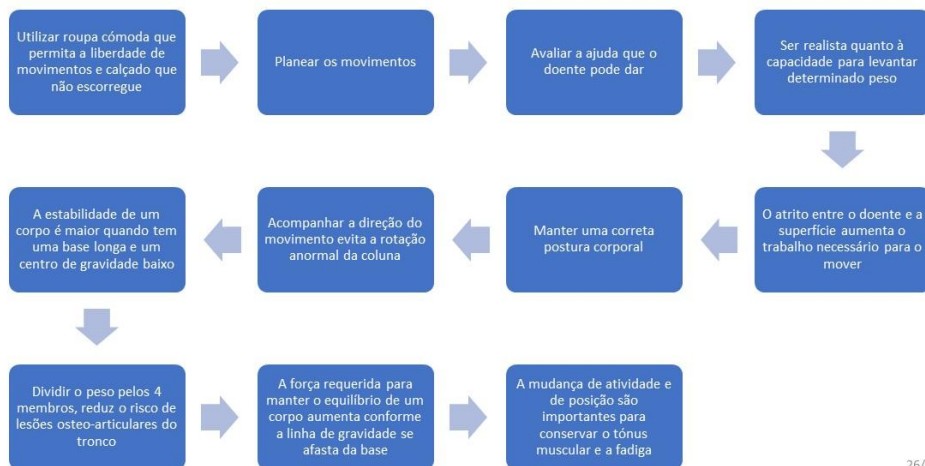 Utilizar roupa cómoda que
permita a liberdade de
movimentos e calçado que
não escorregue
Planear os movimentos
Avaliar a ajuda que o
doente pode dar
Ser realista quanto à
capacidade para levantar
determinado peso
O atrito entre o doente e a
superfície aumenta o
trabalho necessário para o
mover
Manter uma correta
postura corporal
Acompanhar a direção do
movimento evita a rotação
anormal da coluna
A estabilidade de um
corpo é maior quando tem
uma base longa e um
centro de gravidade baixo
Dividir o peso pelos 4
membros, reduz o risco de
lesões osteo-articulares do
tronco
A força requerida para
manter o equilíbrio de um
corpo aumenta conforme
a linha de gravidade se
afasta da base
A mudança de atividade e
de posição são
importantes para
conservar o tónus
muscular e a fadiga
26/